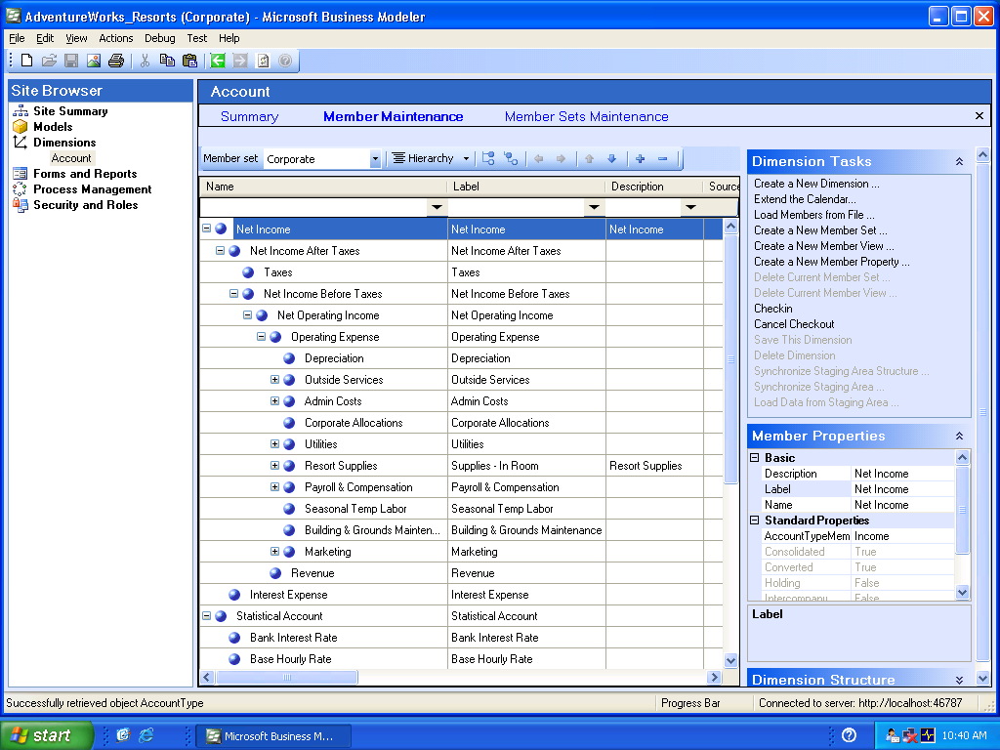 AdventureWorks_Resorts (Corporate) - Microsoft Business Modeler
File Edit View Actions Debug Test Help
Site Browser
Site Summary
Models
Dimensions
Account
Forms and Reports
Process Management
Security and Roles
Account
Summary Member Maintenance Member Sets Maintenance
Member set Corporate Hierarchy
Name Label Description Source
Net Income Net Income Net Income
Net Income After Taxes Net Income After Taxes
Taxes Taxes
Net Income Before Taxes Net Income Before Taxes
Net Operating Income Net Operating Income
Operating Expense Operating Expense
Depreciation Depreciation
Outside Services Outside Services
Admin Costs Admin Costs
Corporate Allocations Corporate Allocations
Utilities Utilities
Resort Supplies Supplies - In Room Resort Supplies
Payroll & Compensation Payroll & Compensation
Seasonal Temp Labor Seasonal Temp Labor
Building & Grounds Mainten... Building & Grounds Maintenance
Marketing Marketing
Revenue Revenue
Interest Expense Interest Expense
Statistical Account Statistical Account
Bank Interest Rate Bank Interest Rate
Base Hourly Rate Base Hourly Rate
Dimension Tasks
Create a New Dimension ...
Extend the Calendar...
Load Members from File ...
Create a New Member Set ...
Create a New Member View ...
Create a New Member Property ...
Delete Current Member Set ...
Delete Current Member View ...
Checkin
Cancel Checkout
Save This Dimension
Delete Dimension
Synchronize Staging Area Structure ...
Synchronize Staging Area ...
Load Data from Staging Area ...
Member Properties
Basic
Description Net Income
Label Net Income
Name Net Income
Standard Properties
AccountTypeMem Income
Consolidated True
Converted True
Holding False
Intercompany False
Label
Dimension Structure
Successfully retrieved object AccountType Progress Bar Connected to server: http://localhost:46787
start Microsoft Business M... 10:40 AM